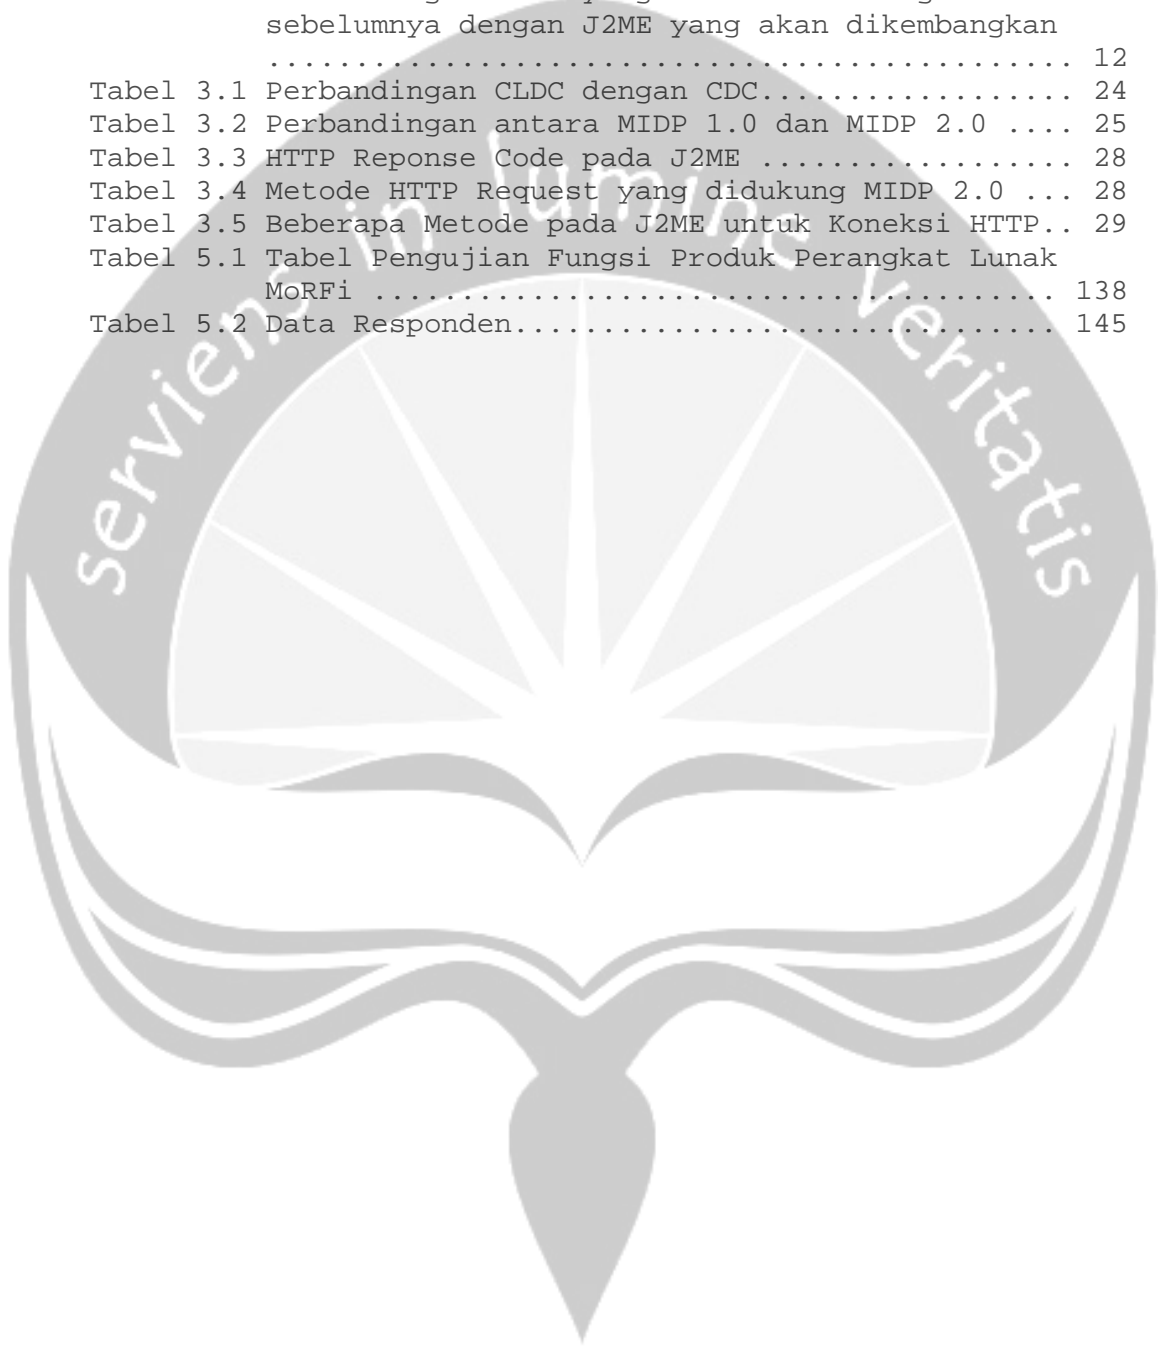 sebelumnya dengan J2ME yang akan dikembangkan
............................................... 12
Tabel 3.1 Perbandingan CLDC dengan CDC.................. 24
Tabel 3.2 Perbandingan antara MIDP 1.0 dan MIDP 2.0 .... 25
Tabel 3.3 HTTP Reponse Code pada J2ME .................. 28
Tabel 3.4 Metode HTTP Request yang didukung MIDP 2.0 ... 28
Tabel 3.5 Beberapa Metode pada J2ME untuk Koneksi HTTP.. 29
Tabel 5.1 Tabel Pengujian Fungsi Produk Perangkat Lunak
MoRFi ........................................ 138
Tabel 5.2 Data Responden................................ 145
serviens in lumine veritatis